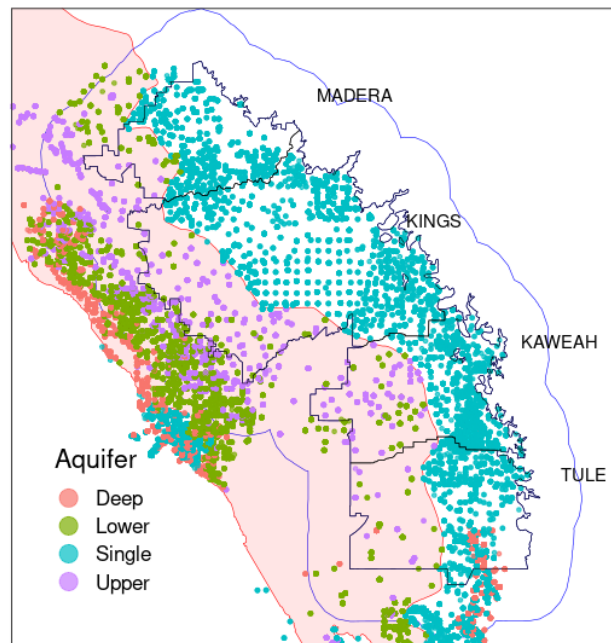 MADERA
KINGS
KAWEAH
TULE
Aquifer
Deep
Lower
Single
Upper